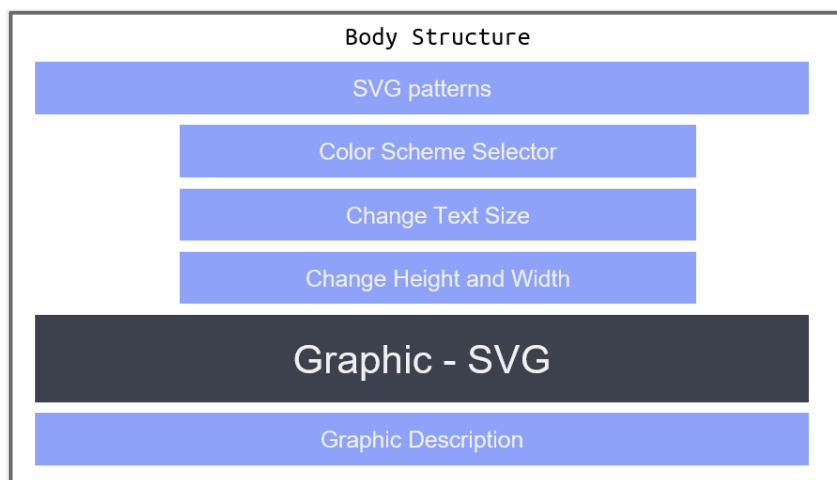 Body Structure
SVG patterns
Color Scheme Selector
Change Text Size
Change Height and Width
Graphic - SVG
Graphic Description